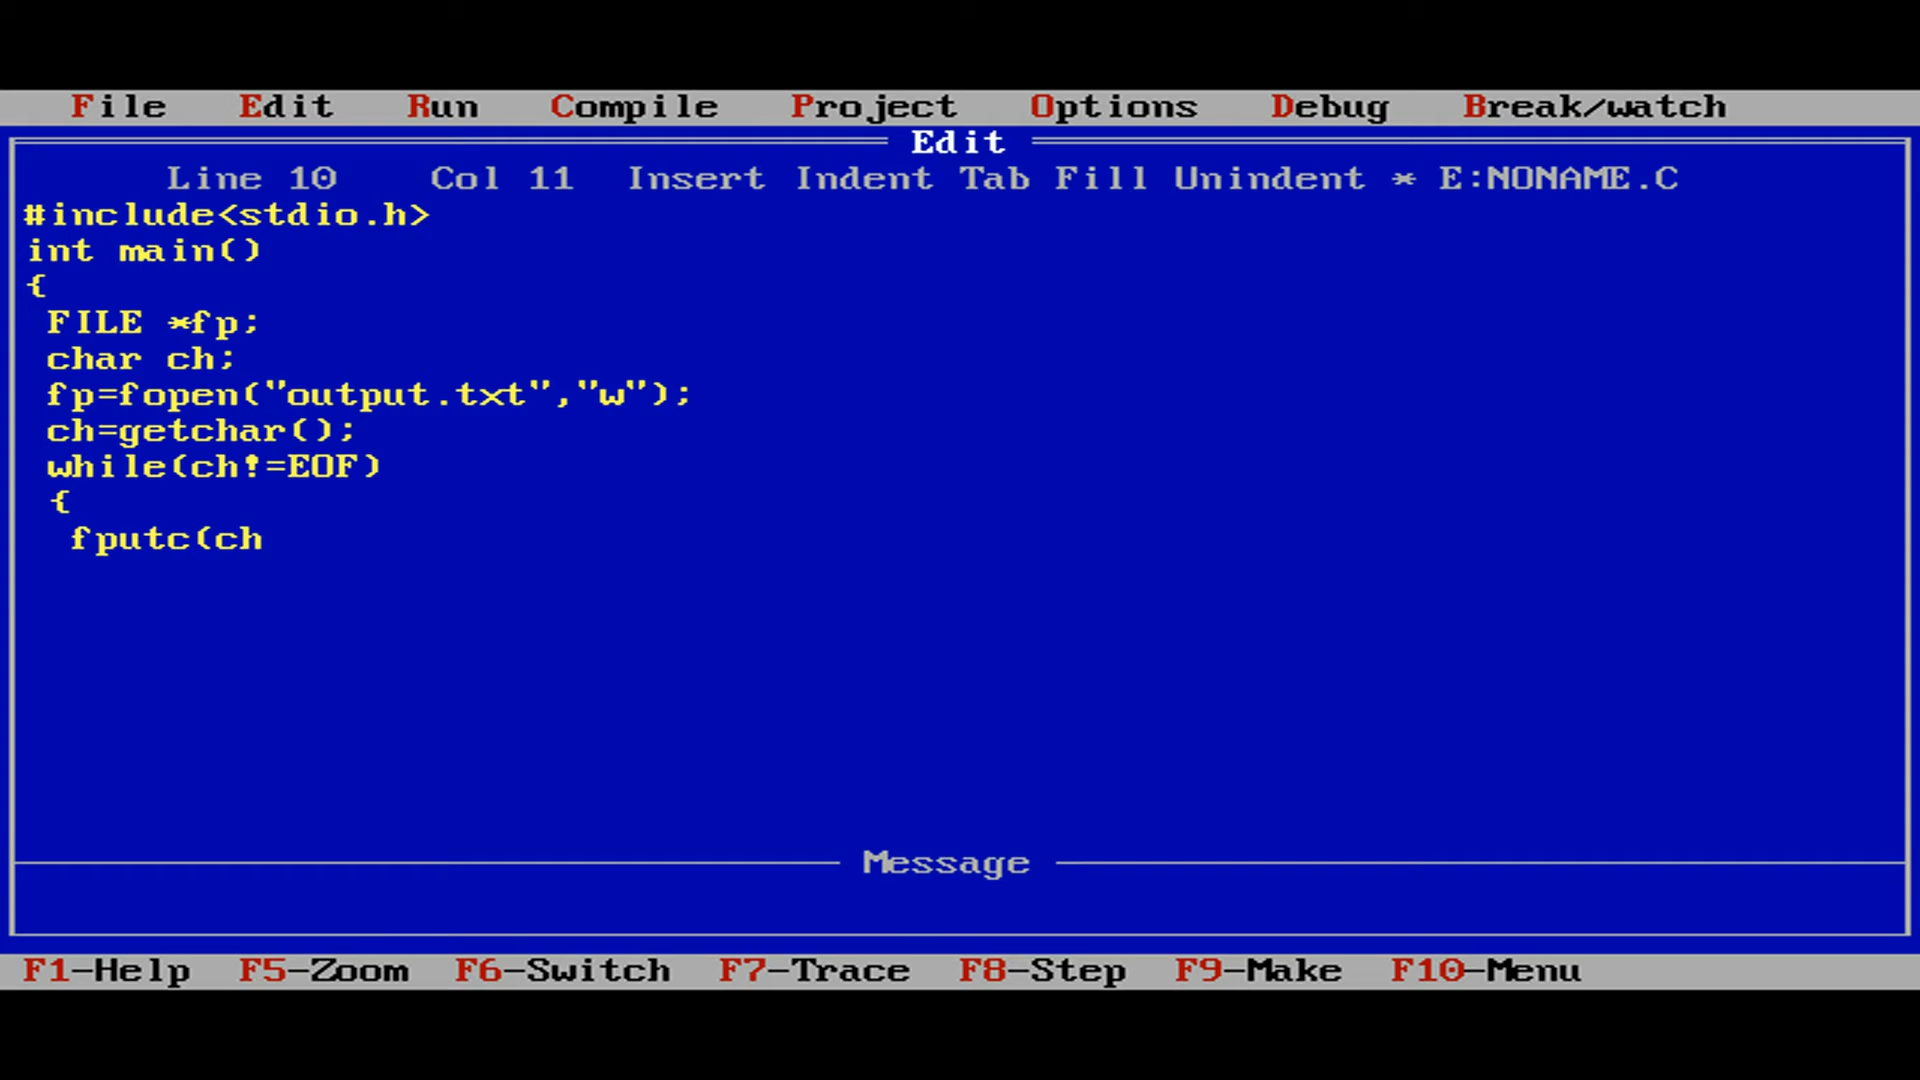 File Edit Run Compile Project Options Debug Break/watch
Edit
Line 10 Col 11 Insert Indent Tab Fill Unindent * E:NONAME.C
#include<stdio.h>
int main()
{
FILE *fp;
char ch;
fp=fopen("output.txt","w");
ch=getchar();
while(ch!=EOF)
{
fputc(ch
Message
F1-Help F5-Zoom F6-Switch F7-Trace F8-Step F9-Make F10-Menu